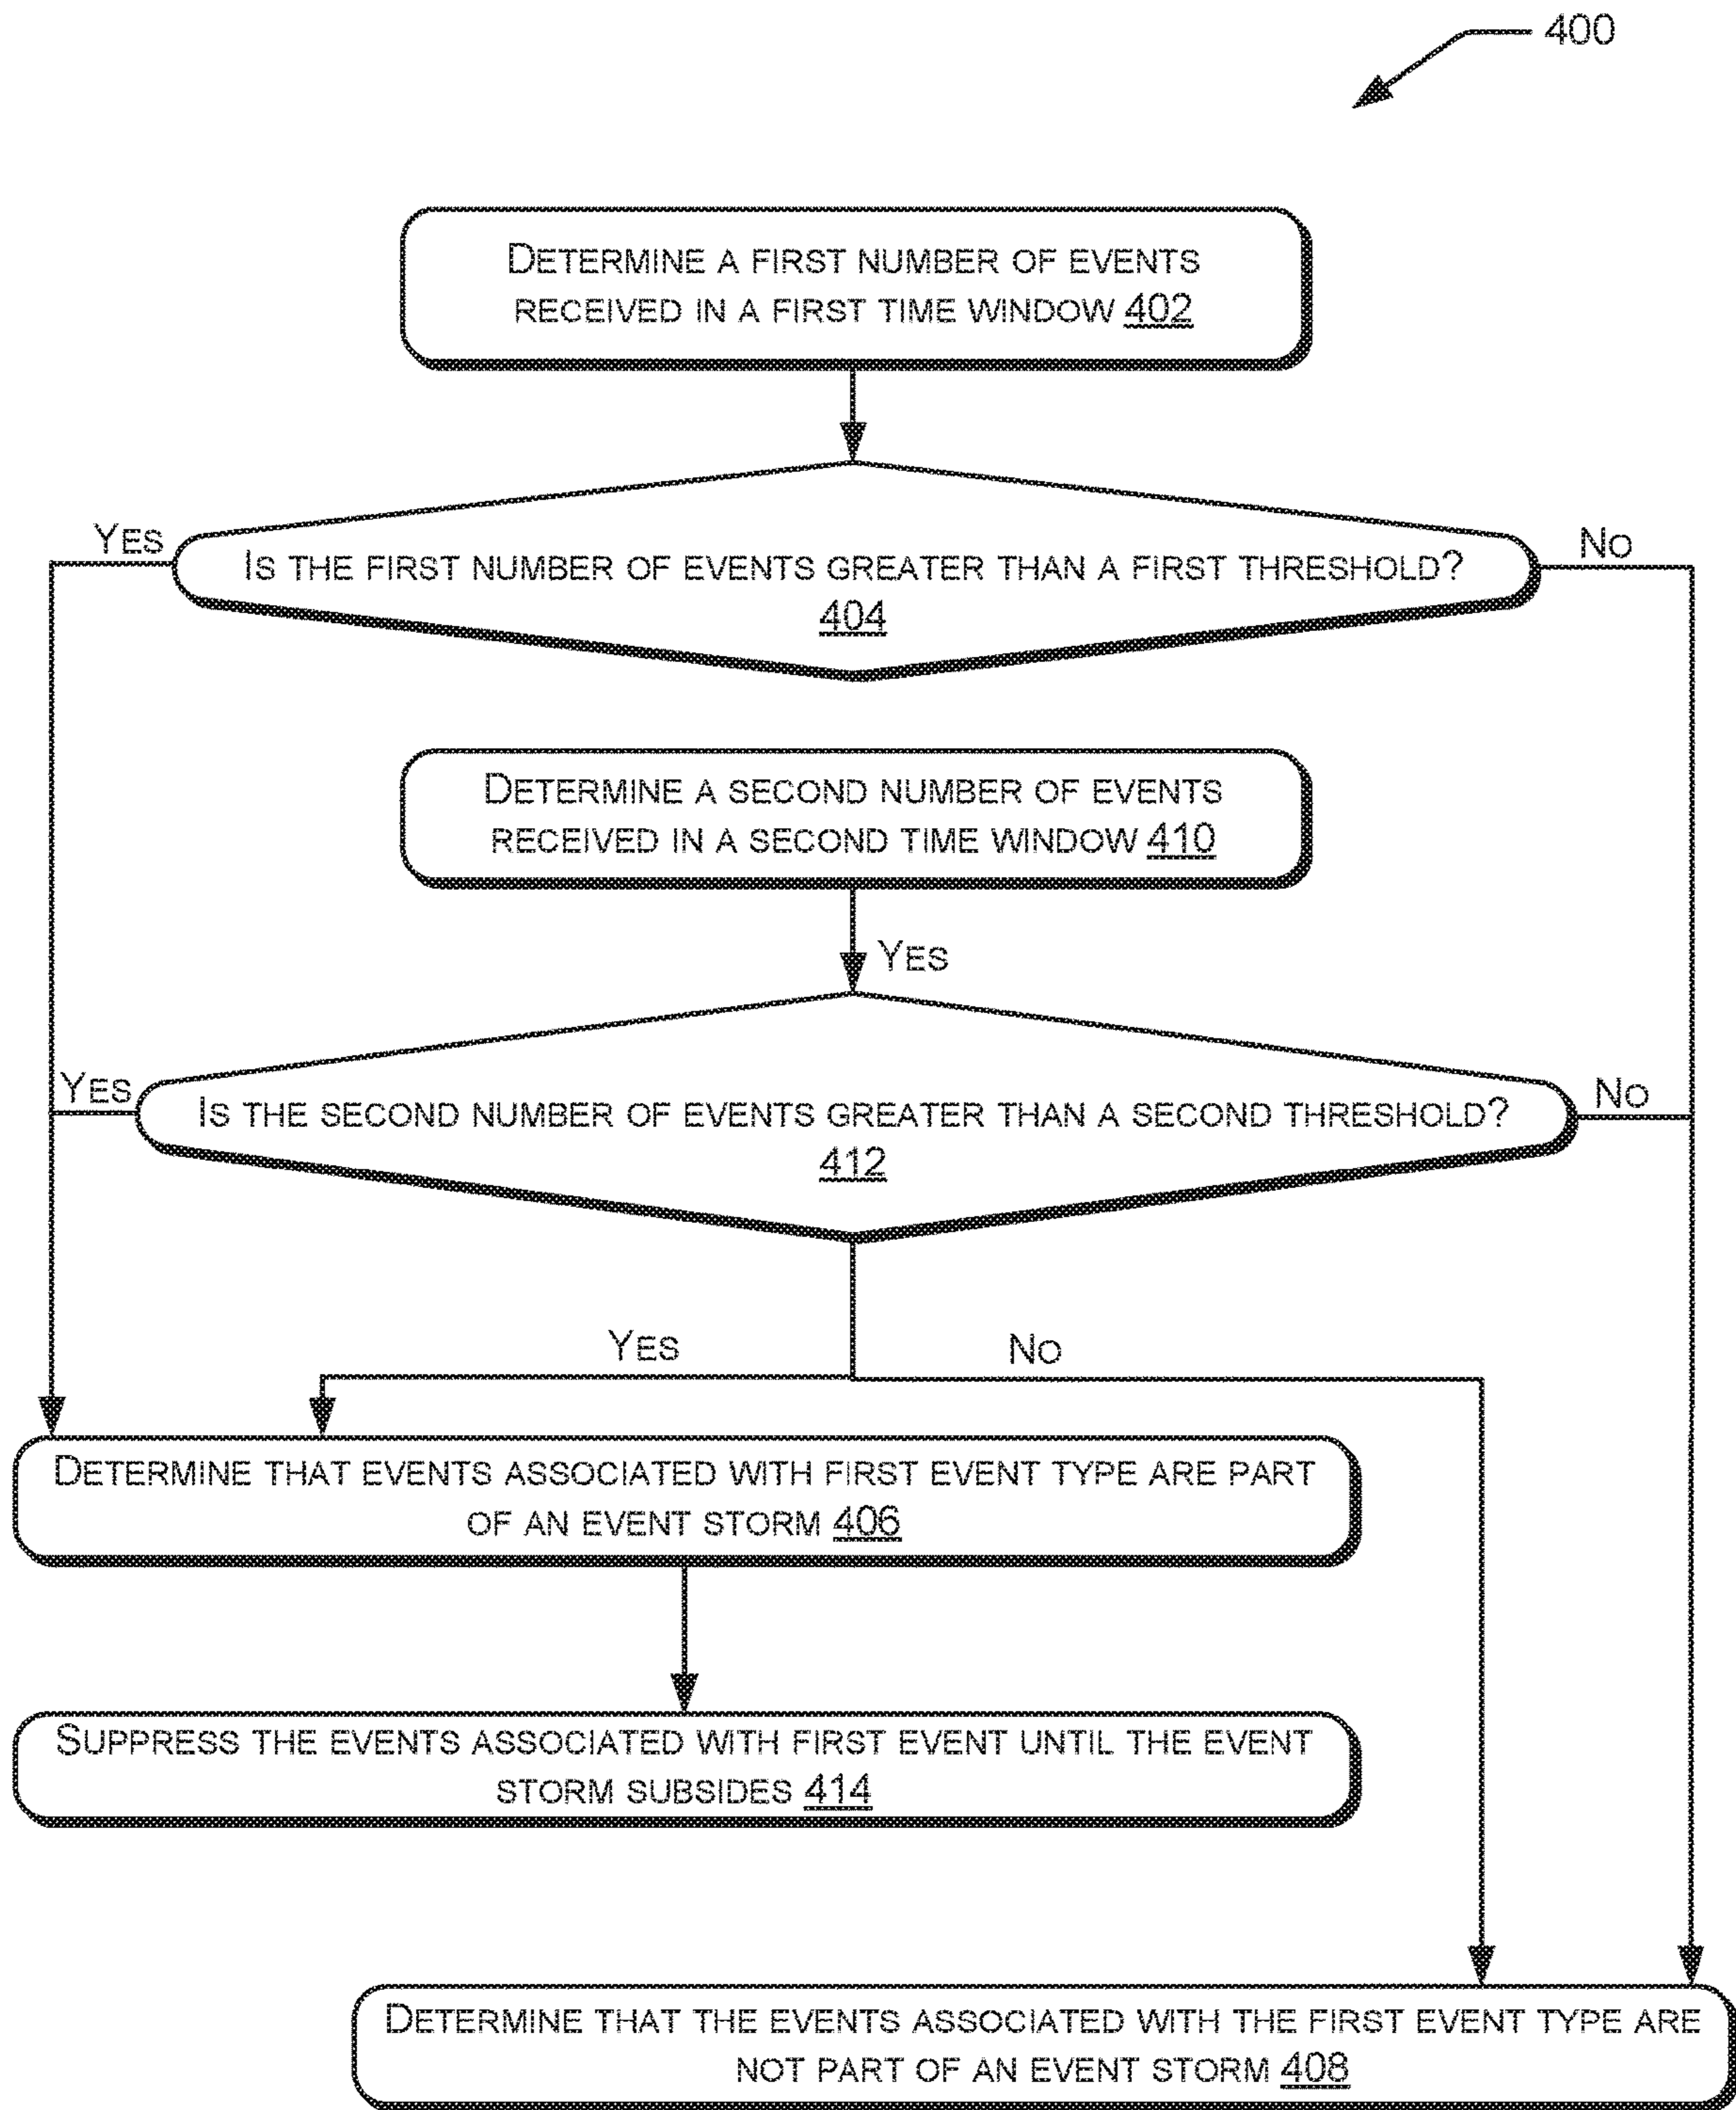 400
DETERMINE A FIRST NUMBER OF EVENTS
RECEIVED IN A FIRST TIME WINDOW 402
YES
NO
IS THE FIRST NUMBER OF EVENTS GREATER THAN A FIRST THRESHOLD?
404
DETERMINE A SECOND NUMBER OF EVENTS
RECEIVED IN A SECOND TIME WINDOW 410
YES
YES
NO
IS THE SECOND NUMBER OF EVENTS GREATER THAN A SECOND THRESHOLD?
412
YES
NO
DETERMINE THAT EVENTS ASSOCIATED WITH FIRST EVENT TYPE ARE PART
OF AN EVENT STORM 406
SUPPRESS THE EVENTS ASSOCIATED WITH FIRST EVENT UNTIL THE EVENT
STORM SUBSIDES 414
DETERMINE THAT THE EVENTS ASSOCIATED WITH THE FIRST EVENT TYPE ARE
NOT PART OF AN EVENT STORM 408